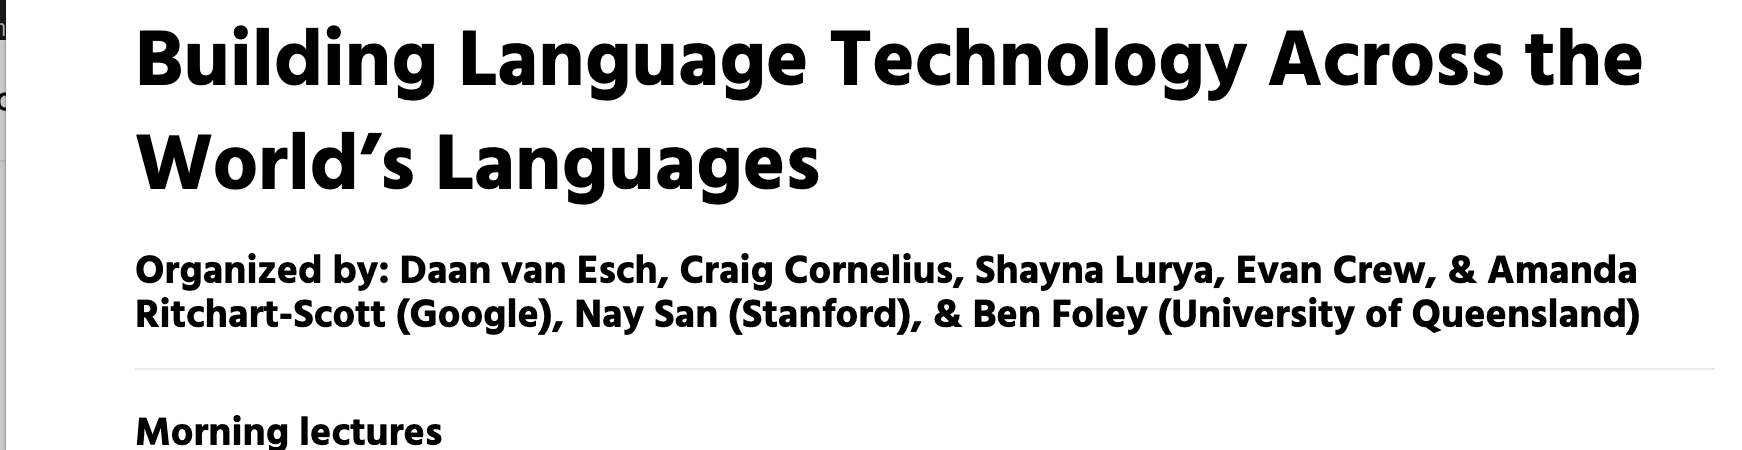 Building Language Technology Across the
World’s Languages
Organized by: Daan van Esch, Craig Cornelius, Shayna Lurya, Evan Crew, & Amanda
Ritchart-Scott (Google), Nay San (Stanford), & Ben Foley (University of Queensland)
Morning lectures